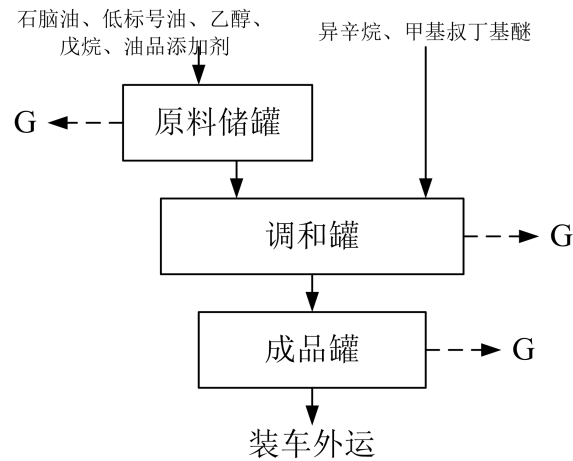 石脑油、低标号油、乙醇、
戊烷、油品添加剂
异辛烷、甲基叔丁基醚
G
原料储罐
调和罐
G
成品罐
G
装车外运